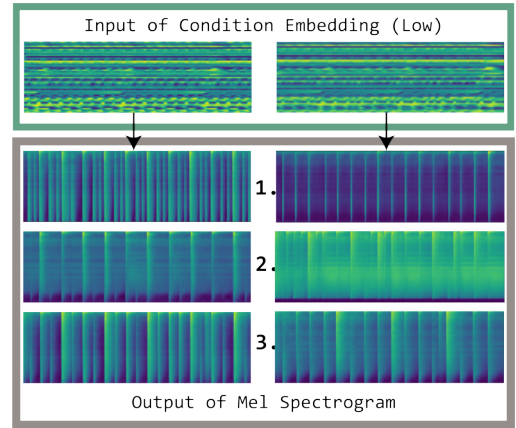 Input of Condition Embedding (Low)
1.
2.
3.
Output of Mel Spectrogram